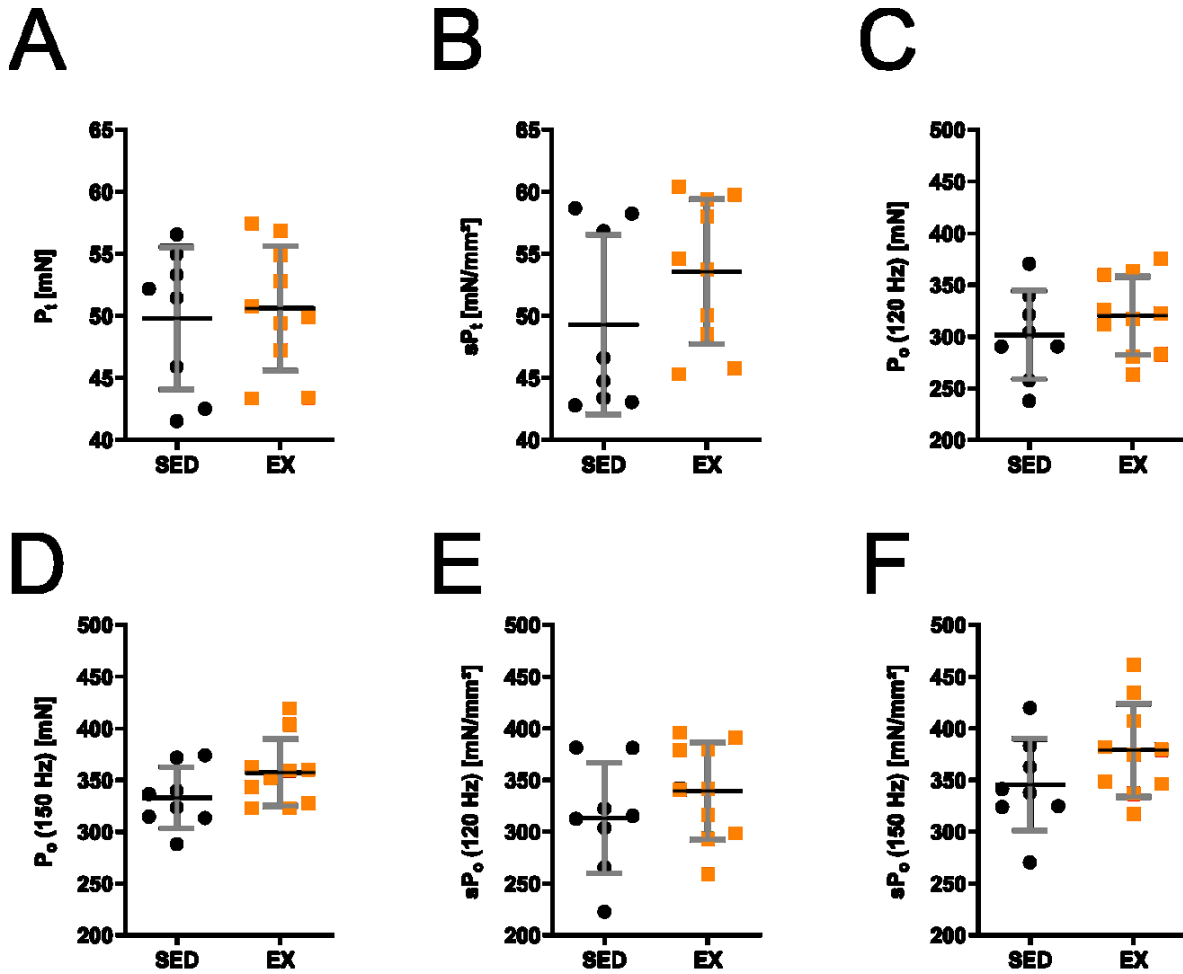 A
B
C
65
60
55
50
45
40
Pₜ [mN]
SED
EX
65
60
55
50
45
40
sPₜ [mN/mm²]
SED
EX
500
450
400
350
300
250
200
Pₒ (120 Hz) [mN]
SED
EX
D
E
F
500
450
400
350
300
250
200
Pₒ (150 Hz) [mN]
SED
EX
500
450
400
350
300
250
200
sPₒ (120 Hz) [mN/mm²]
SED
EX
500
450
400
350
300
250
200
sPₒ (150 Hz) [mN/mm²]
SED
EX